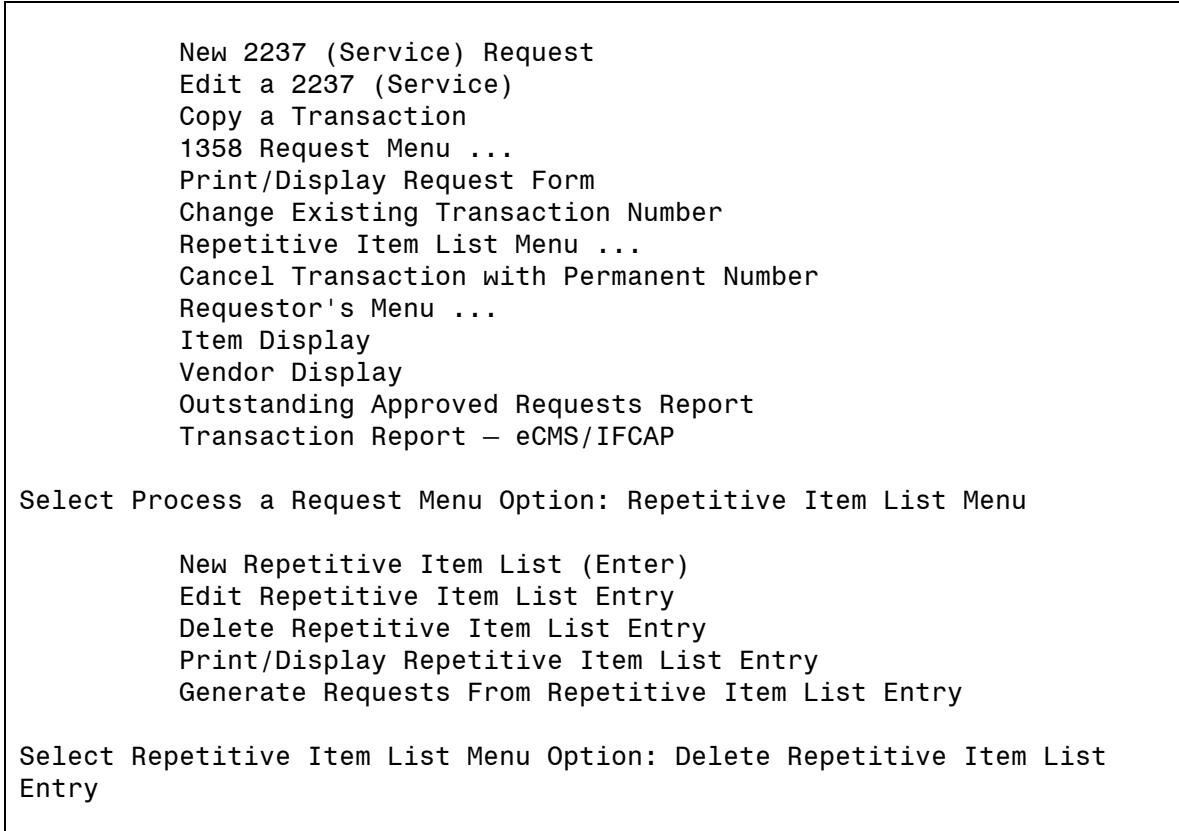 New 2237 (Service) Request
Edit a 2237 (Service)
Copy a Transaction
1358 Request Menu ...
Print/Display Request Form
Change Existing Transaction Number
Repetitive Item List Menu ...
Cancel Transaction with Permanent Number
Requestor's Menu ...
Item Display
Vendor Display
Outstanding Approved Requests Report
Transaction Report – eCMS/IFCAP
Select Process a Request Menu Option: Repetitive Item List Menu
New Repetitive Item List (Enter)
Edit Repetitive Item List Entry
Delete Repetitive Item List Entry
Print/Display Repetitive Item List Entry
Generate Requests From Repetitive Item List Entry
Select Repetitive Item List Menu Option: Delete Repetitive Item List
Entry